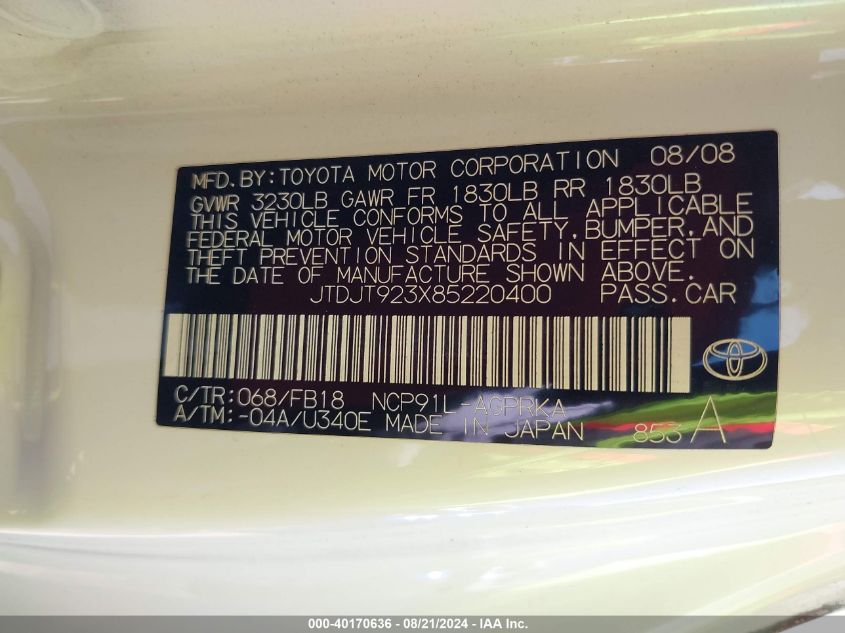 MFD.BY:TOYOTA MOTOR CORPORATION 08/08
GVWR 3230LB GAWR FR 1830LB RR 1830LB
THIS VEHICLE CONFORMS TO ALL APPLICABLE
FEDERAL MOTOR VEHICLE SAFETY,BUMPER,AND
THEFT PREVENTION STANDARDS IN EFFECT ON
THE DATE OF MANUFACTURE SHOWN ABOVE.
JTDJT923X85220400 PASS.CAR
C/TR:068/FB18 NCP91L-AGPRKA
A/TM:-04A/U340E MADE IN JAPAN 853 A
000-40170636 - 08/21/2024 - IAA Inc.